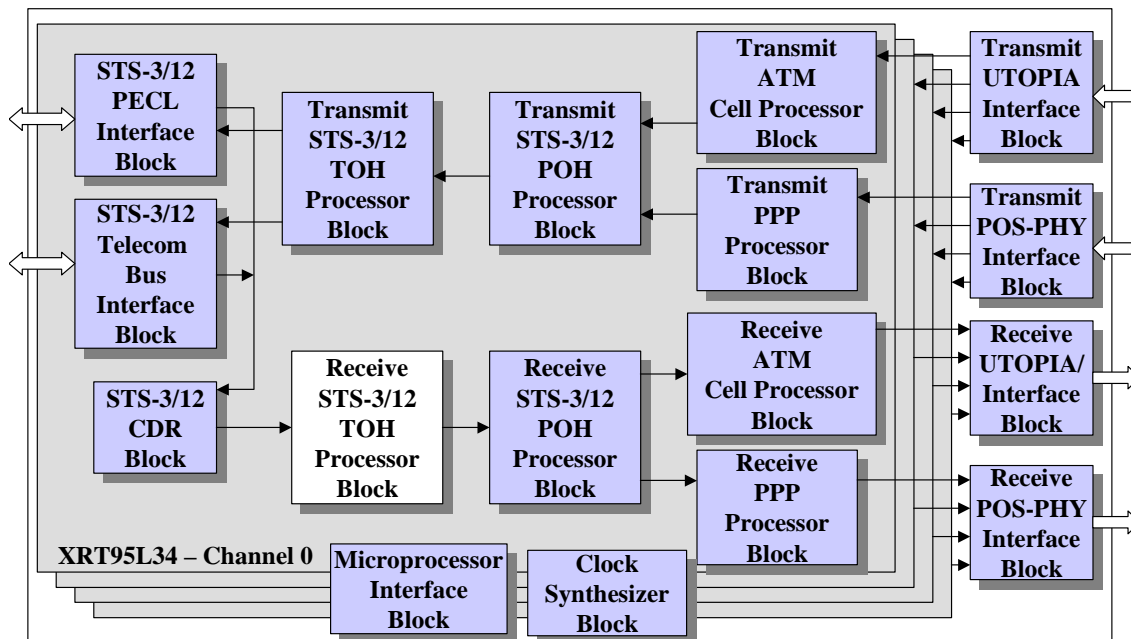 STS-3/12
PECL
Interface
Block
Transmit
STS-3/12
TOH
Processor
Block
Transmit
STS-3/12
POH
Processor
Block
Transmit
ATM
Cell Processor
Block
Transmit
UTOPIA
Interface
Block
STS-3/12
Telecom
Bus
Interface
Block
Transmit
PPP
Processor
Block
Transmit
POS-PHY
Interface
Block
STS-3/12
CDR
Block
Receive
STS-3/12
TOH
Processor
Block
Receive
STS-3/12
POH
Processor
Block
Receive
ATM
Cell Processor
Block
Receive
UTOPIA/
Interface
Block
Receive
PPP
Processor
Block
Receive
POS-PHY
Interface
Block
XRT95L34 – Channel 0
Microprocessor
Interface
Block
Clock
Synthesizer
Block